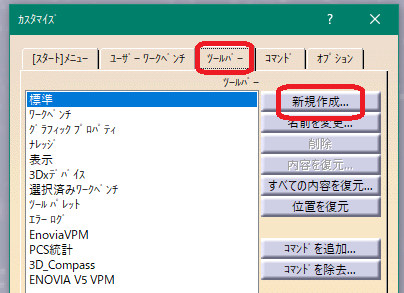 カスタマイズ
? ×
[スタート]メニュー ユーザー ワークベンチ ツールバー コマンド オプション
ツールバー
標準
ワークベンチ
グラフィック プロパティ
ナレッジ
表示
3Dxデバイス
選択済みワークベンチ
ツール パレット
エラー ログ
EnoviaVPM
PCS統計
3D_Compass
ENOVIA V5 VPM
新規作成...
名前を変更...
削除
内容を復元...
すべての内容を復元...
位置を復元
コマンドを追加...
コマンドを除去...